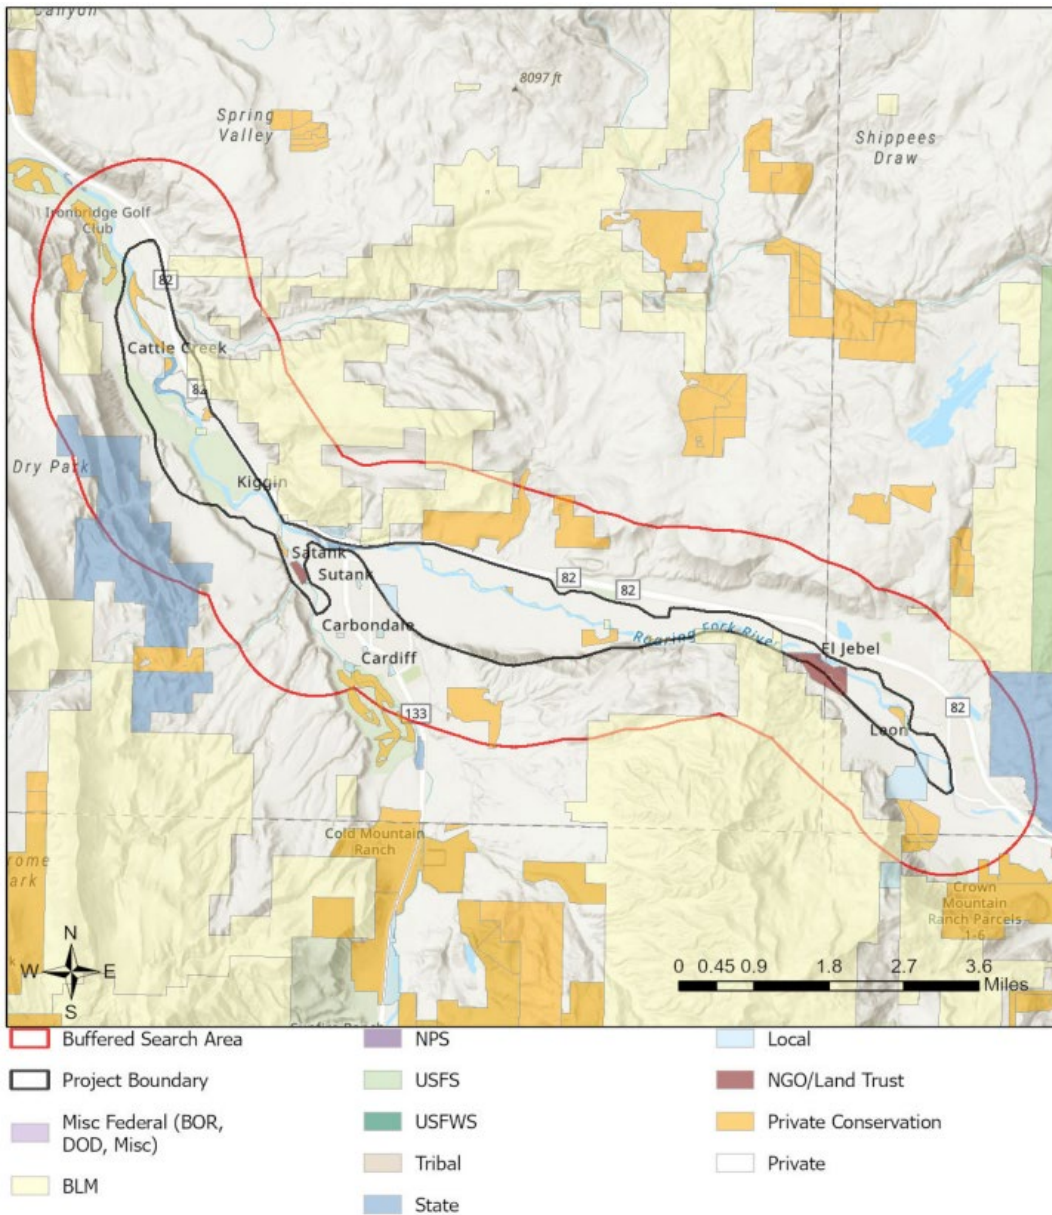 Canyon
8097 ft
Spring
Valley
Shippees
Draw
Ironbridge Golf
Club
82
Cattle Creek
82
Dry Park
Kiggin
Satank
Sutank
82
82
Carbondale
Roaring Fork River
El Jebel
Cardiff
133
82
Leon
Cold Mountain
Ranch
rome
ark
Crown
Mountain
Ranch Parcels
1-6
N
W
E
S
0 0.45 0.9 1.8 2.7 3.6
Miles
Buffered Search Area
Project Boundary
Misc Federal (BOR,
DOD, Misc)
BLM
NPS
USFS
USFWS
Tribal
State
Local
NGO/Land Trust
Private Conservation
Private